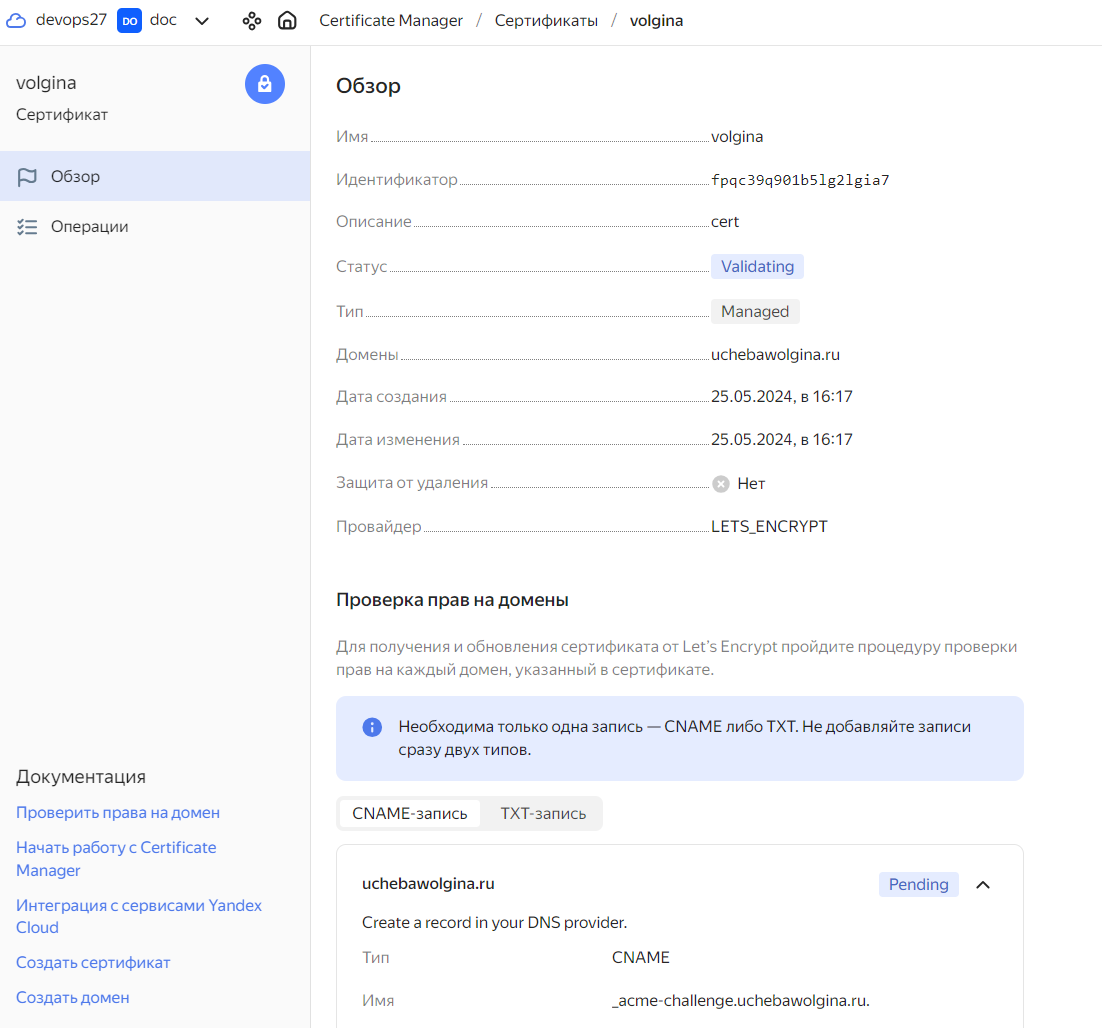 devops27 DO doc Certificate Manager / Сертификаты / volgina
volgina
Сертификат
Обзор
Операции
Документация
Проверить права на домен
Начать работу с Certificate
Manager
Интеграция с сервисами Yandex
Cloud
Создать сертификат
Создать домен
Обзор
Имя volgina
Идентификатор fpqc39q901b5lg2lgia7
Описание cert
Статус Validating
Тип Managed
Домены uchebawolgina.ru
Дата создания 25.05.2024, в 16:17
Дата изменения 25.05.2024, в 16:17
Защита от удаления Нет
Провайдер LETS_ENCRYPT
Проверка прав на домены
Для получения и обновления сертификата от Let's Encrypt пройдите процедуру проверки
прав на каждый домен, указанный в сертификате.
Необходима только одна запись — CNAME либо TXT. Не добавляйте записи
сразу двух типов.
CNAME-запись TXT-запись
uchebawolgina.ru Pending
Create a record in your DNS provider.
Тип CNAME
Имя _acme-challenge.uchebawolgina.ru.